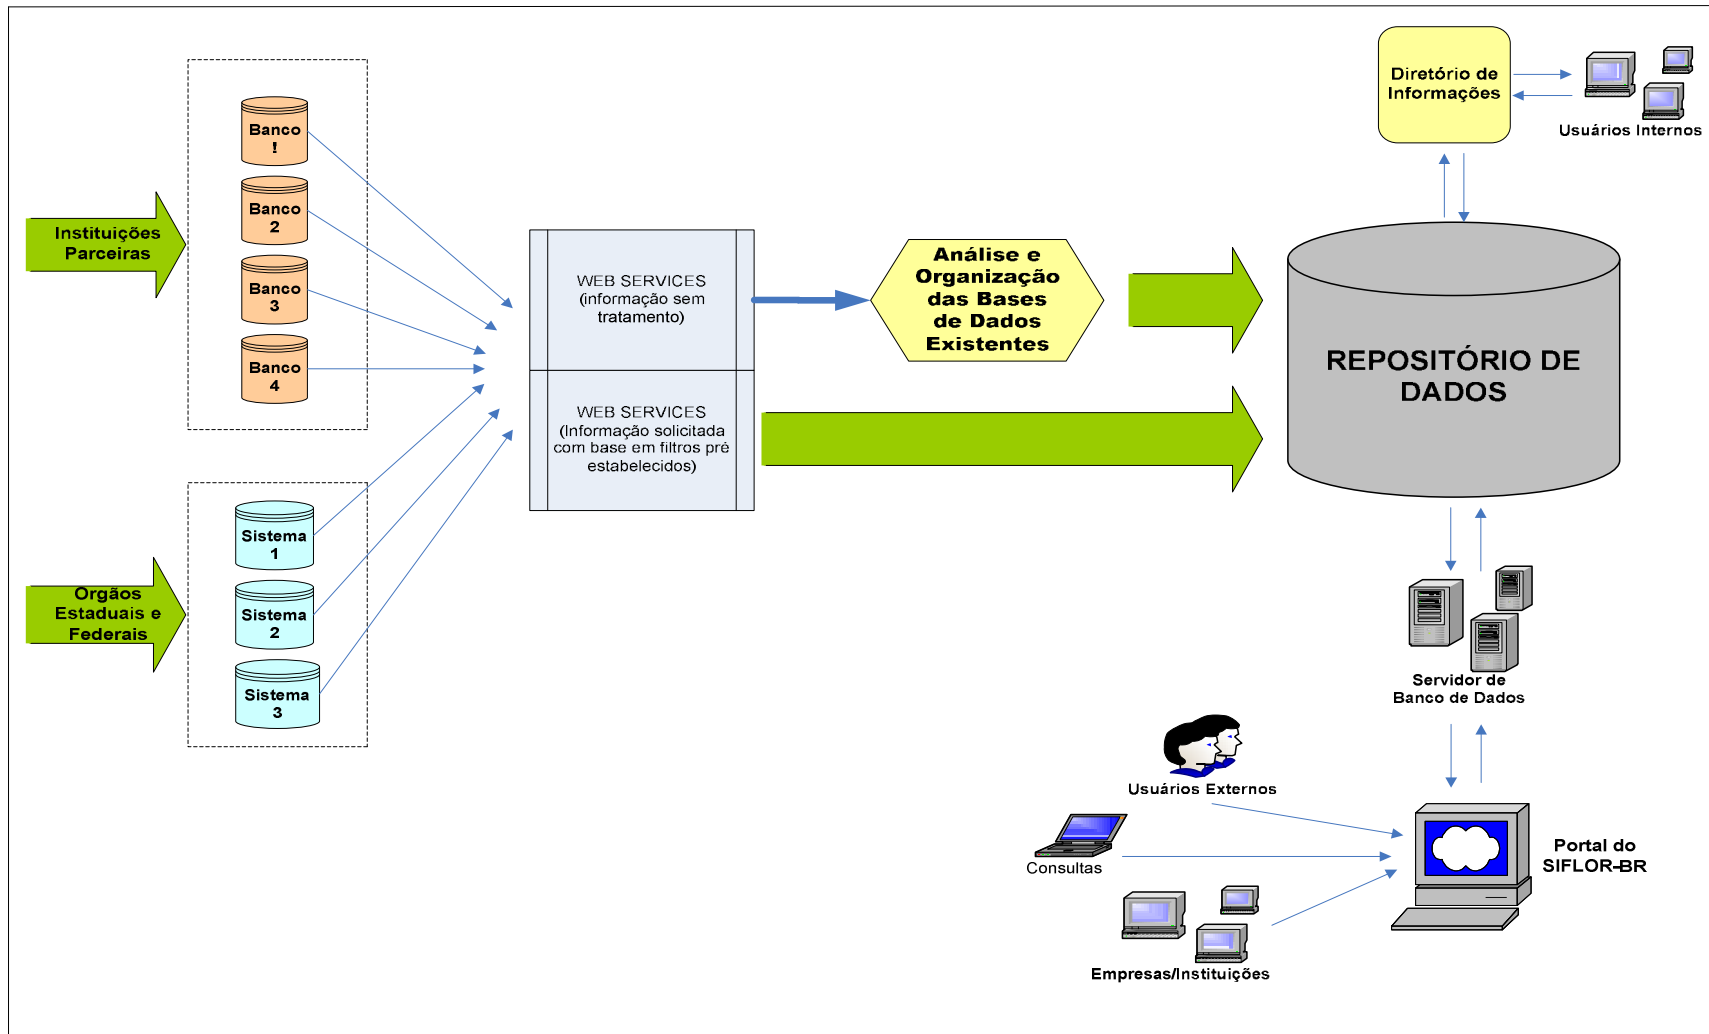 Instituições
Parceiras
Banco
!
Banco
2
Banco
3
Banco
4
Orgãos
Estaduais e
Federais
Sistema
1
Sistema
2
Sistema
3
WEB SERVICES
(informação sem
tratamento)
WEB SERVICES
(Informação solicitada
com base em filtros pré
estabelecidos)
Análise e
Organização
das Bases
de Dados
Existentes
Diretório de
Informações
Usuários Internos
REPOSITÓRIO DE
DADOS
Servidor de
Banco de Dados
Usuários Externos
Consultas
Empresas/Instituições
Portal do
SIFLOR-BR